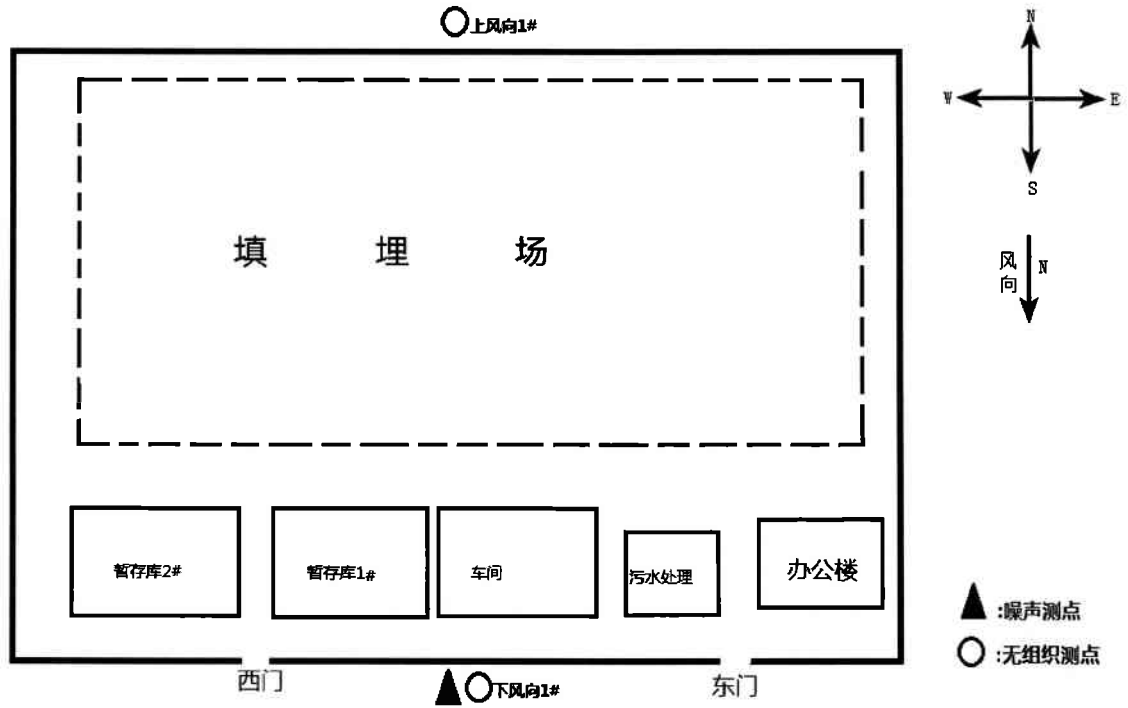 上风向1#
N
W
E
S
填 埋 场
风向
N
暂存库2#
暂存库1#
车间
污水处理
办公楼
:噪声测点
:无组织测点
西门
下风向1#
东门